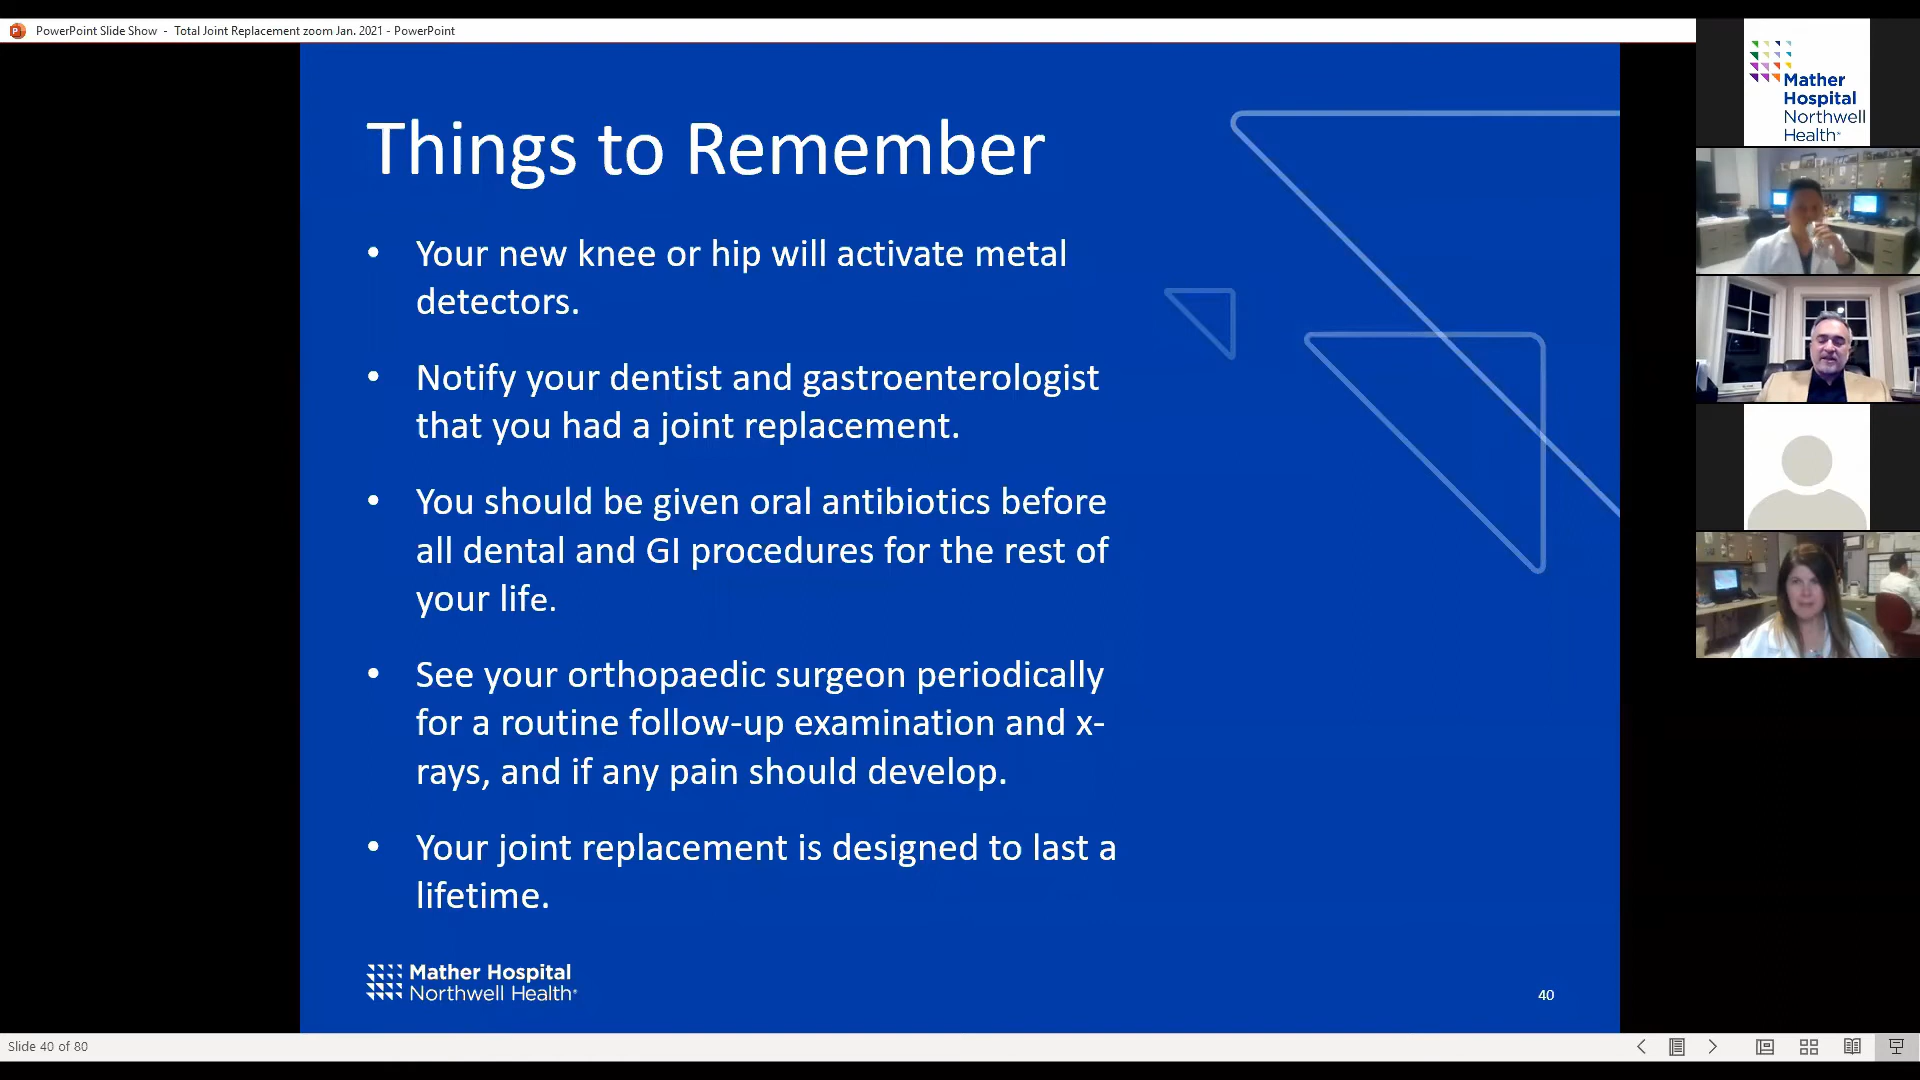 PowerPoint Slide Show - Total Joint Replacement zoom Jan. 2021 - PowerPoint
Things to Remember
• Your new knee or hip will activate metal
detectors.
• Notify your dentist and gastroenterologist
that you had a joint replacement.
• You should be given oral antibiotics before
all dental and GI procedures for the rest of
your life.
• See your orthopaedic surgeon periodically
for a routine follow-up examination and x-
rays, and if any pain should develop.
• Your joint replacement is designed to last a
lifetime.
Mather Hospital
Northwell Health®
40
Mather
Hospital
Northwell
Health®
Slide 40 of 80